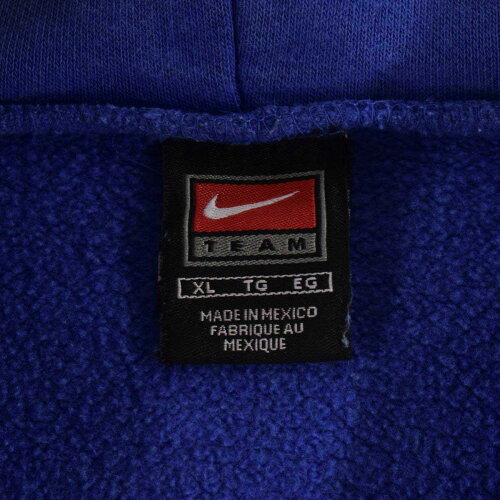 TEAM
XL TG EG
MADE IN MEXICO
FABRIQUE AU
MEXIQUE